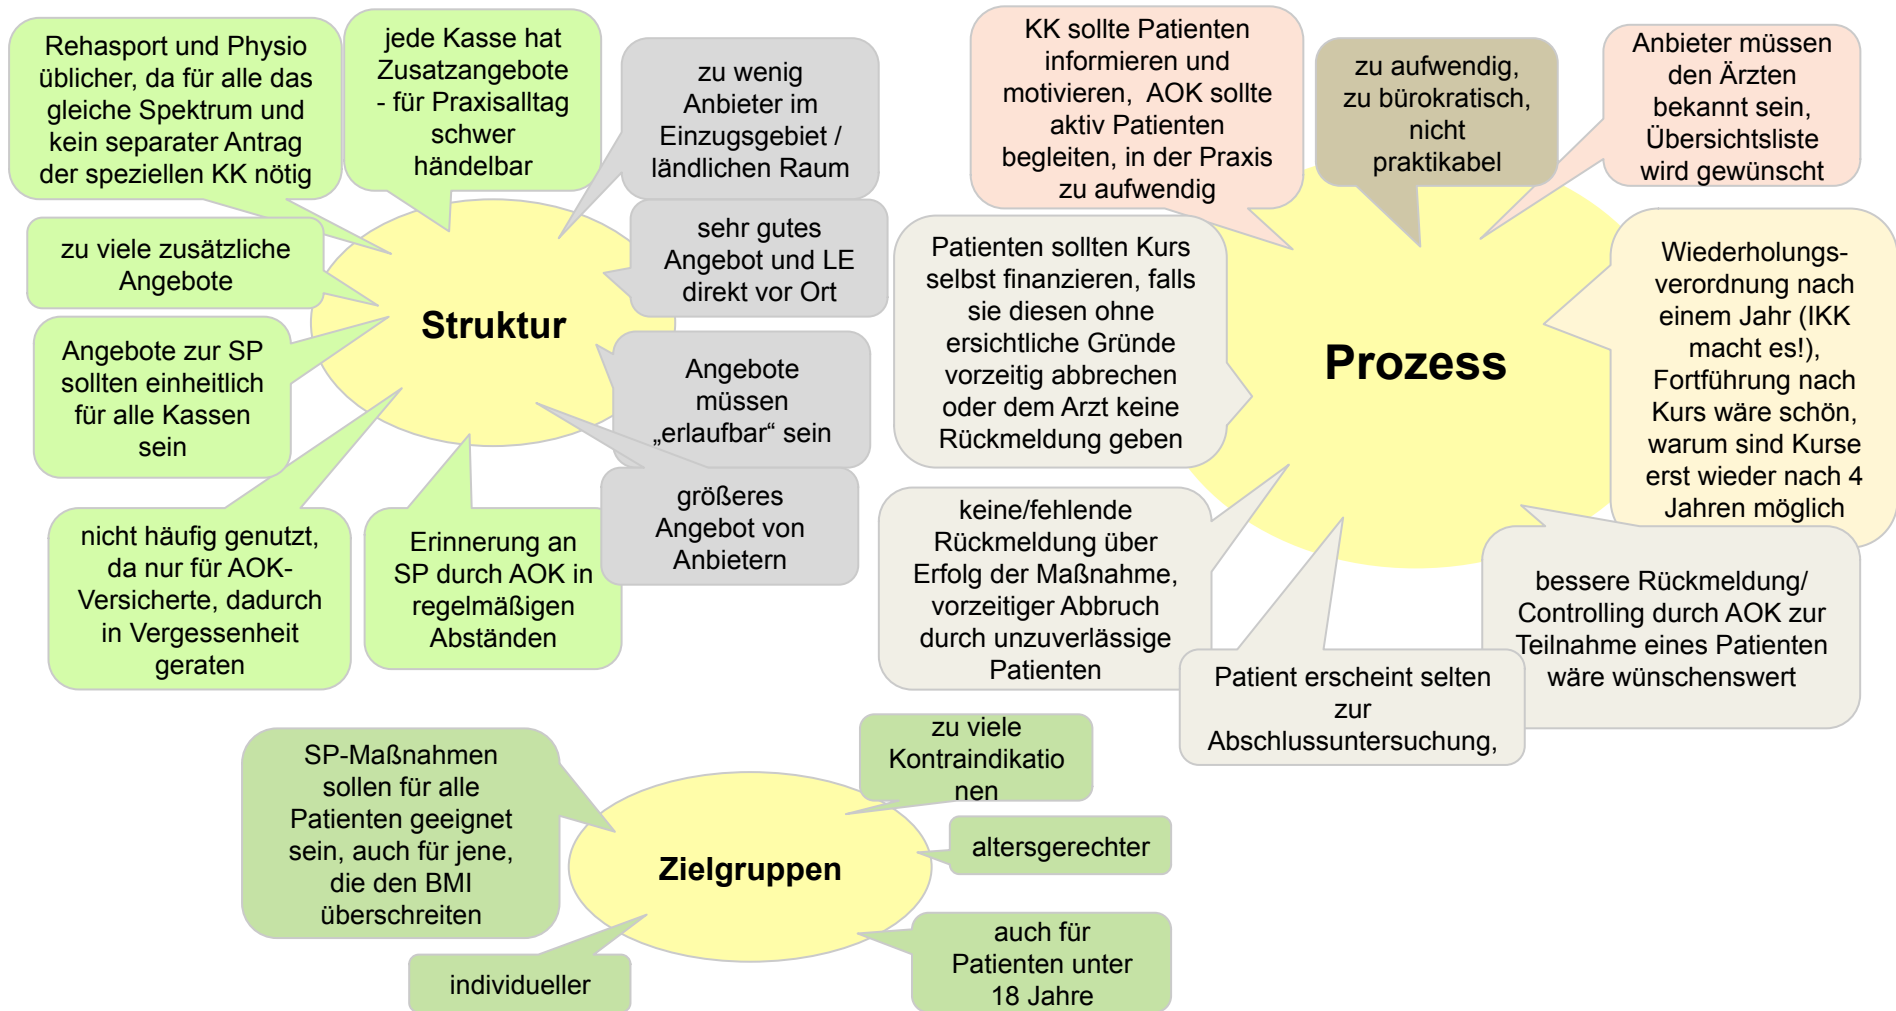 Rehasport und Physio
üblicher, da für alle das
gleiche Spektrum und
kein separater Antrag
der speziellen KK nötig
jede Kasse hat
Zusatzangebote
- für Praxisalltag
schwer
händelbar
zu wenig
Anbieter im
Einzugsgebiet /
ländlichen Raum
zu viele zusätzliche
Angebote
sehr gutes
Angebot und LE
direkt vor Ort
Struktur
Angebote zur SP
sollten einheitlich
für alle Kassen
sein
Angebote
müssen
„erlaufbar“ sein
nicht häufig genutzt,
da nur für AOK-
Versicherte, dadurch
in Vergessenheit
geraten
Erinnerung an
SP durch AOK in
regelmäßigen
Abständen
größeres
Angebot von
Anbietern
KK sollte Patienten
informieren und
motivieren, AOK sollte
aktiv Patienten
begleiten, in der Praxis
zu aufwendig
zu aufwendig,
zu bürokratisch,
nicht
praktikabel
Anbieter müssen
den Ärzten
bekannt sein,
Übersichtsliste
wird gewünscht
Patienten sollten Kurs
selbst finanzieren, falls
sie diesen ohne
ersichtliche Gründe
vorzeitig abbrechen
oder dem Arzt keine
Rückmeldung geben
Prozess
Wiederholungs-
verordnung nach
einem Jahr (IKK
macht es!),
Fortführung nach
Kurs wäre schön,
warum sind Kurse
erst wieder nach 4
Jahren möglich
keine/fehlende
Rückmeldung über
Erfolg der Maßnahme,
vorzeitiger Abbruch
durch unzuverlässige
Patienten
Patient erscheint selten
zur
Abschlussuntersuchung,
bessere Rückmeldung/
Controlling durch AOK zur
Teilnahme eines Patienten
wäre wünschenswert
SP-Maßnahmen
sollen für alle
Patienten geeignet
sein, auch für jene,
die den BMI
überschreiten
zu viele
Kontraindikatio
nen
Zielgruppen
altersgerechter
individueller
auch für
Patienten unter
18 Jahre